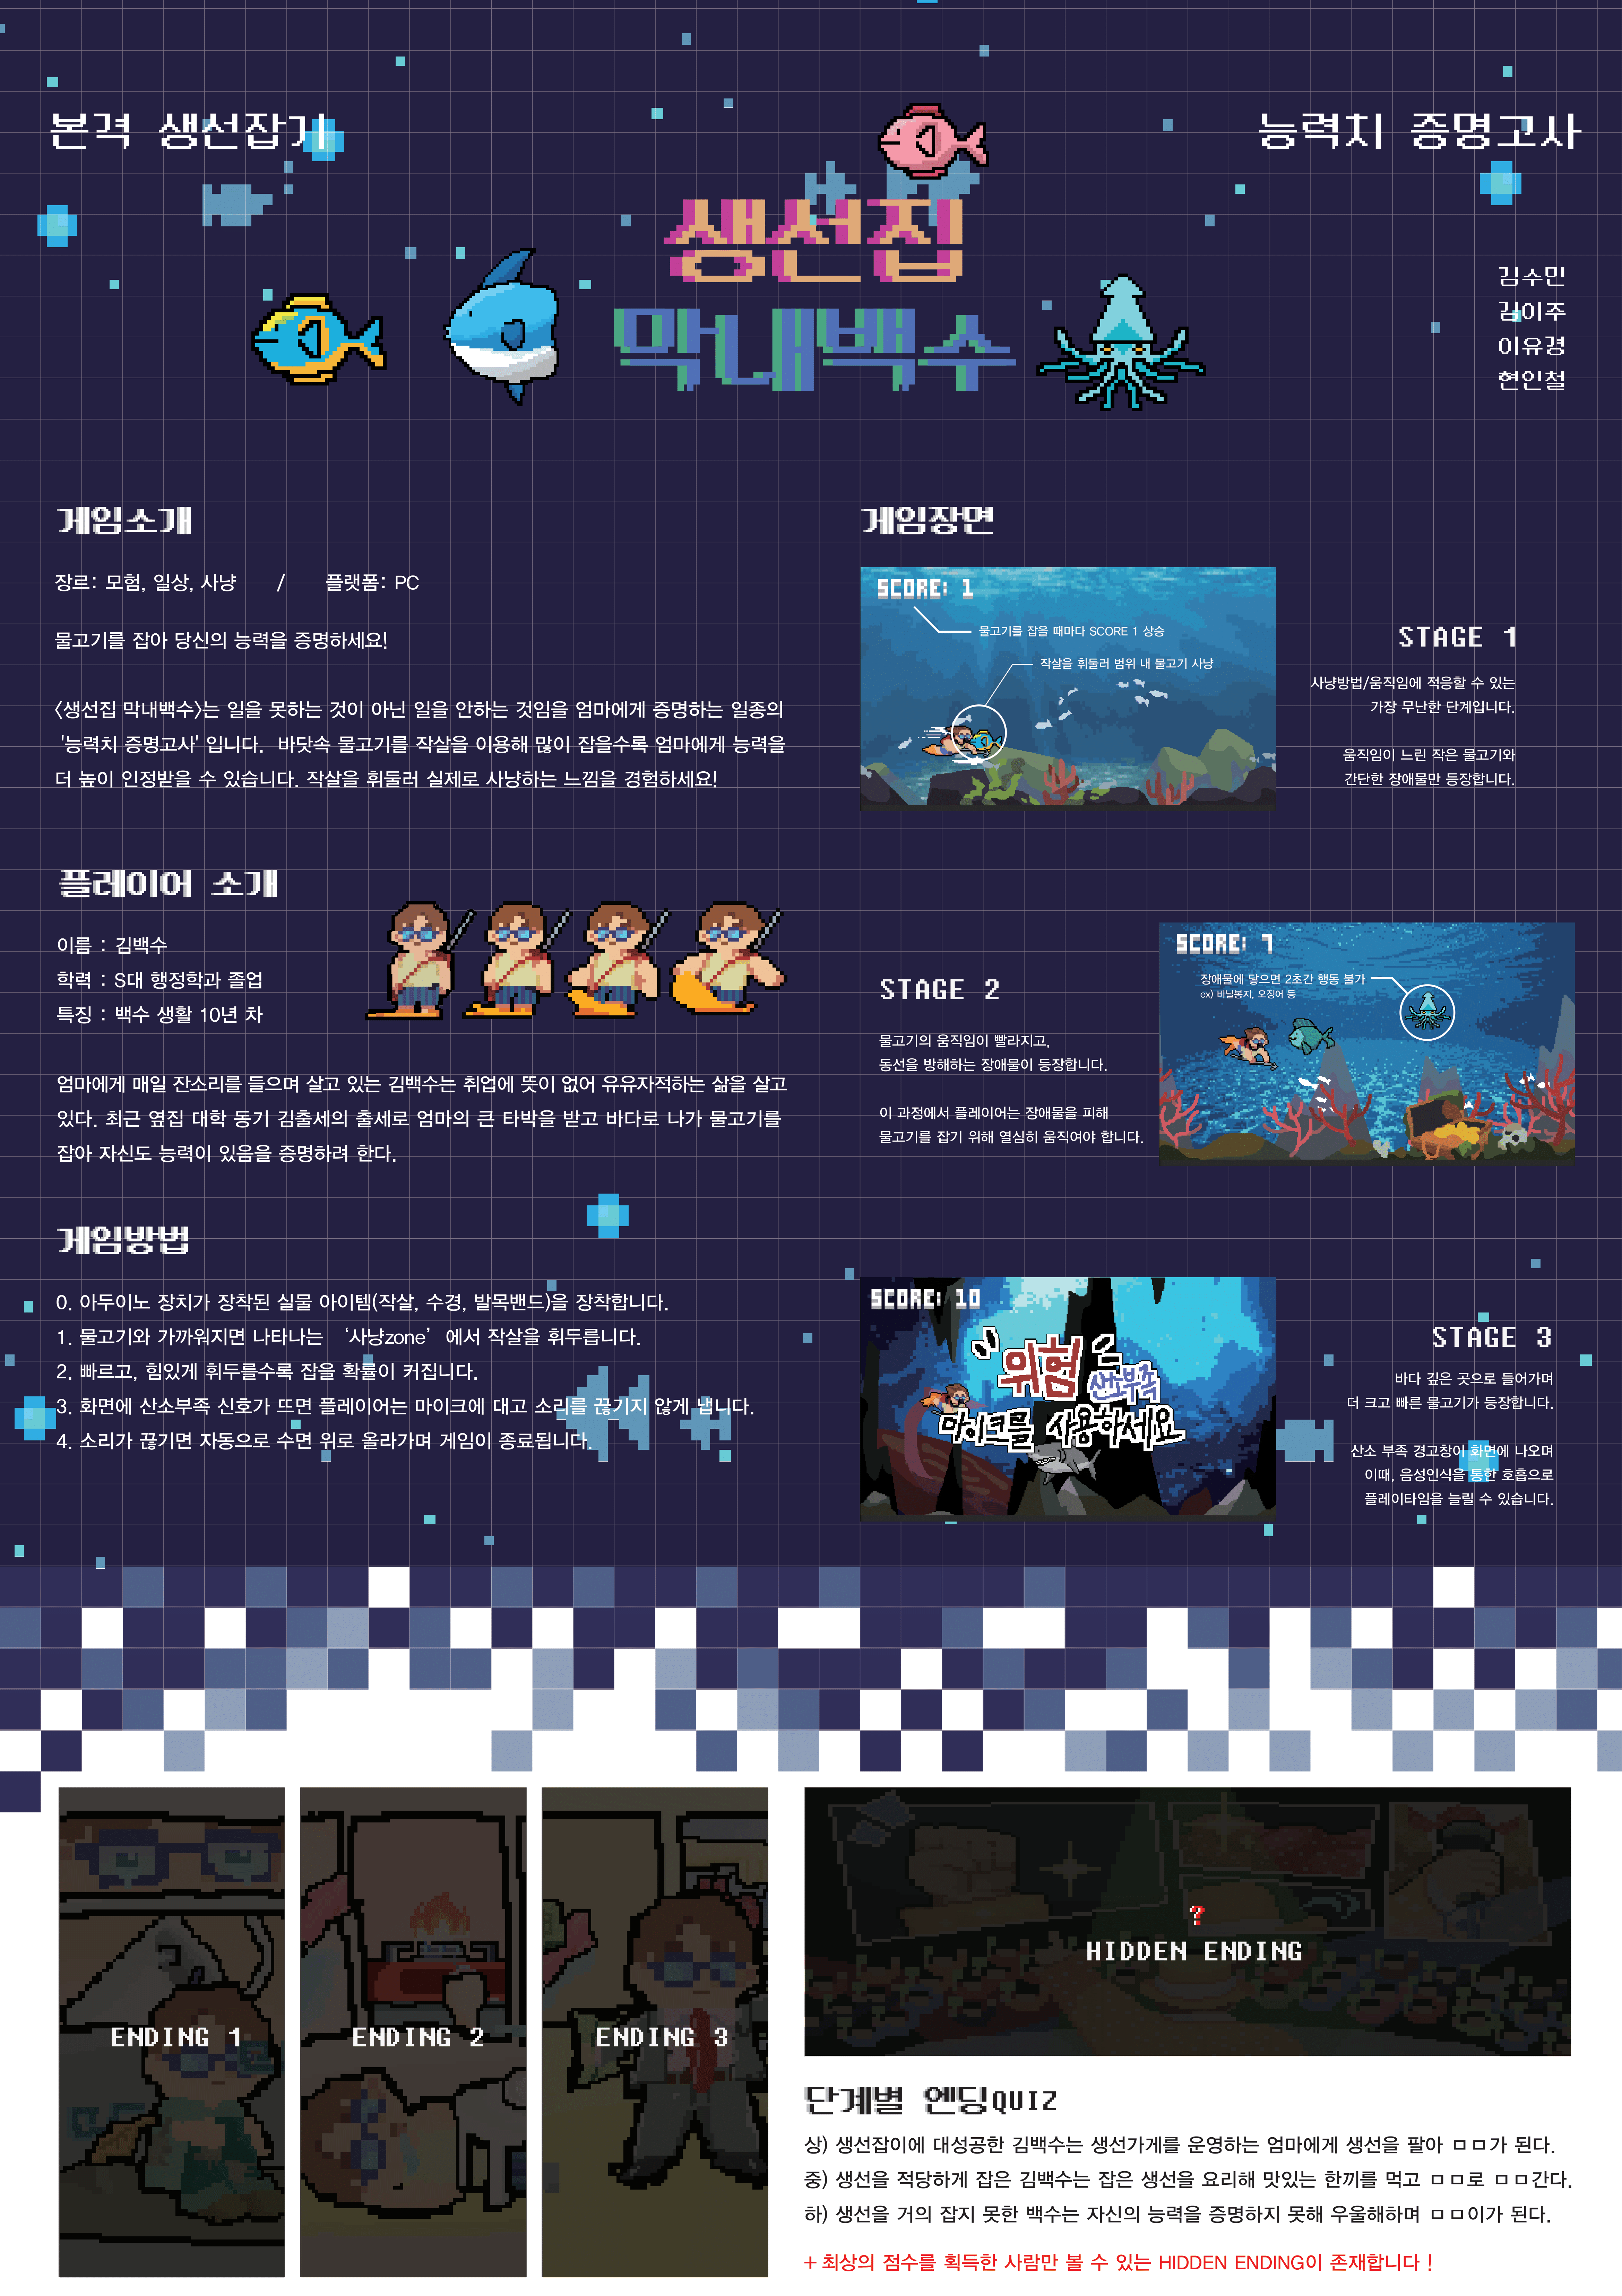 본격 생선잡기
능력치 증명고사
생선집
막내백수
김수민
김이주
이유경
현인철
게임소개
장르: 모험, 일상, 사냥 / 플랫폼: PC
물고기를 잡아 당신의 능력을 증명하세요!
<생선집 막내백수>는 일을 못하는 것이 아닌 일을 안하는 것임을 엄마에게 증명하는 일종의
'능력치 증명고사' 입니다. 바닷속 물고기를 작살을 이용해 많이 잡을수록 엄마에게 능력을
더 높이 인정받을 수 있습니다. 작살을 휘둘러 실제로 사냥하는 느낌을 경험하세요!
플레이어 소개
이름 : 김백수
학력 : S대 행정학과 졸업
특징 : 백수 생활 10년 차
엄마에게 매일 잔소리를 들으며 살고 있는 김백수는 취업에 뜻이 없어 유유자적하는 삶을 살고
있다. 최근 옆집 대학 동기 김출세의 출세로 엄마의 큰 타박을 받고 바다로 나가 물고기를
잡아 자신도 능력이 있음을 증명하려 한다.
게임방법
0. 아두이노 장치가 장착된 실물 아이템(작살, 수경, 발목밴드)을 장착합니다.
1. 물고기와 가까워지면 나타나는 ‘사냥zone’에서 작살을 휘두릅니다.
2. 빠르고, 힘있게 휘두를수록 잡을 확률이 커집니다.
3. 화면에 산소부족 신호가 뜨면 플레이어는 마이크에 대고 소리를 끊기지 않게 냅니다.
4. 소리가 끊기면 자동으로 수면 위로 올라가며 게임이 종료됩니다.
게임장면
SCORE: 1
물고기를 잡을 때마다 SCORE 1 상승
작살을 휘둘러 범위 내 물고기 사냥
STAGE 1
사냥방법/움직임에 적응할 수 있는
가장 무난한 단계입니다.
움직임이 느린 작은 물고기와
간단한 장애물만 등장합니다.
STAGE 2
물고기의 움직임이 빨라지고,
동선을 방해하는 장애물이 등장합니다.
이 과정에서 플레이어는 장애물을 피해
물고기를 잡기 위해 열심히 움직여야 합니다.
SCORE: 7
장애물에 닿으면 2초간 행동 불가
ex) 비닐봉지, 오징어 등
SCORE: 10
위험
산소부족
마이크를 사용하세요
STAGE 3
바다 깊은 곳으로 들어가며
더 크고 빠른 물고기가 등장합니다.
산소 부족 경고창이 화면에 나오며
이때, 음성인식을 통한 호흡으로
플레이타임을 늘릴 수 있습니다.
ENDING 1
ENDING 2
ENDING 3
?
HIDDEN ENDING
단계별 엔딩QUIZ
상) 생선잡이에 대성공한 김백수는 생선가게를 운영하는 엄마에게 생선을 팔아 ㅁㅁ가 된다.
중) 생선을 적당하게 잡은 김백수는 잡은 생선을 요리해 맛있는 한끼를 먹고 ㅁㅁ로 ㅁㅁ간다.
하) 생선을 거의 잡지 못한 백수는 자신의 능력을 증명하지 못해 우울해하며 ㅁㅁ이가 된다.
+ 최상의 점수를 획득한 사람만 볼 수 있는 HIDDEN ENDING이 존재합니다 !